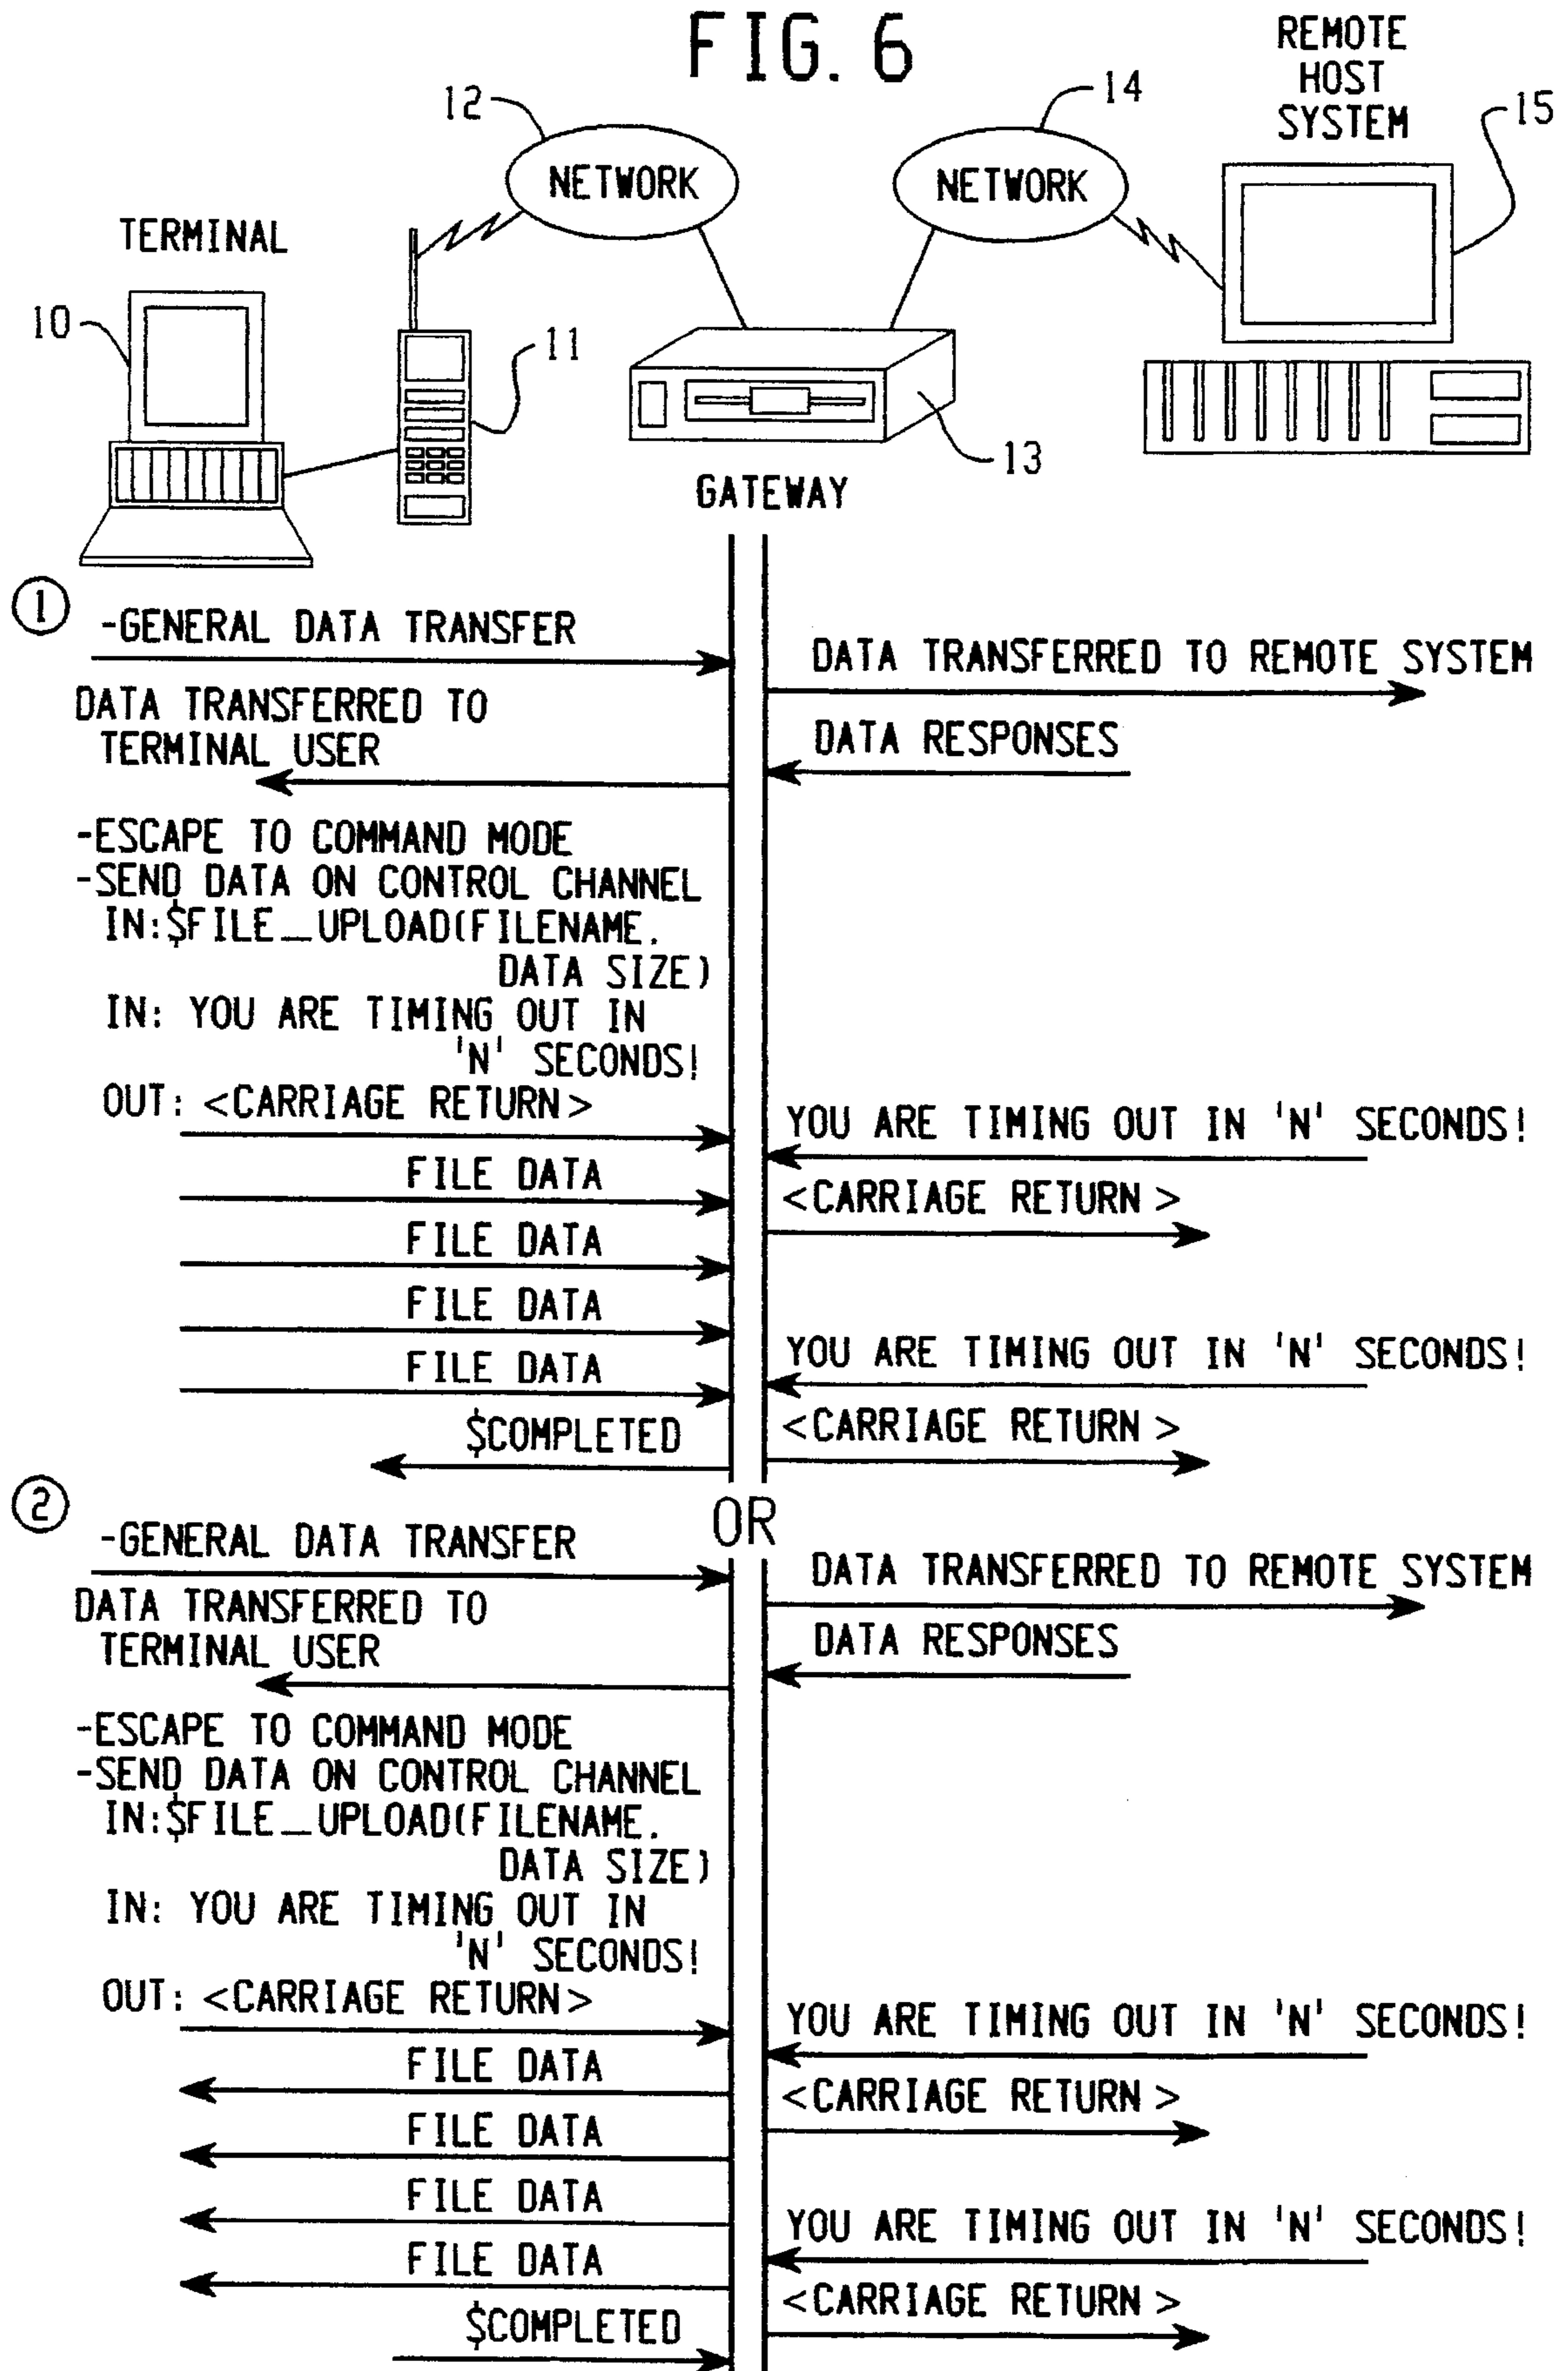 FIG. 6
REMOTE
HOST
SYSTEM
12
14
15
NETWORK
NETWORK
TERMINAL
10
11
13
GATEWAY
1
-GENERAL DATA TRANSFER
DATA TRANSFERRED TO REMOTE SYSTEM
DATA TRANSFERRED TO
TERMINAL USER
DATA RESPONSES
-ESCAPE TO COMMAND MODE
-SEND DATA ON CONTROL CHANNEL
IN:$FILE_UPLOAD(FILENAME.
DATA SIZE)
IN: YOU ARE TIMING OUT IN
'N' SECONDS!
OUT: <CARRIAGE RETURN>
YOU ARE TIMING OUT IN 'N' SECONDS!
FILE DATA
<CARRIAGE RETURN>
FILE DATA
FILE DATA
YOU ARE TIMING OUT IN 'N' SECONDS!
FILE DATA
<CARRIAGE RETURN>
$COMPLETED
2
OR
-GENERAL DATA TRANSFER
DATA TRANSFERRED TO REMOTE SYSTEM
DATA TRANSFERRED TO
TERMINAL USER
DATA RESPONSES
-ESCAPE TO COMMAND MODE
-SEND DATA ON CONTROL CHANNEL
IN:$FILE_UPLOAD(FILENAME.
DATA SIZE)
IN: YOU ARE TIMING OUT IN
'N' SECONDS!
OUT: <CARRIAGE RETURN>
YOU ARE TIMING OUT IN 'N' SECONDS!
FILE DATA
<CARRIAGE RETURN>
FILE DATA
FILE DATA
YOU ARE TIMING OUT IN 'N' SECONDS!
FILE DATA
<CARRIAGE RETURN>
$COMPLETED